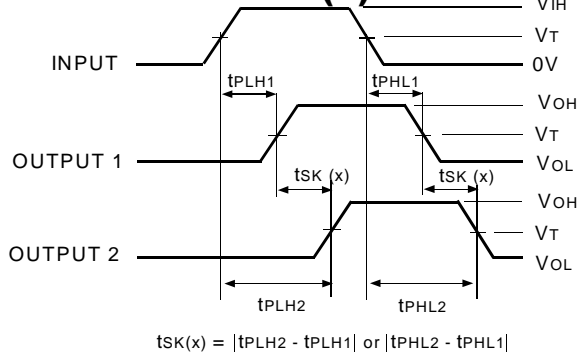 VIH
VT
INPUT
0V
tPLH1
tPHL1
VOH
VT
OUTPUT 1
VOL
tSK (x)
tSK (x)
VOH
VT
OUTPUT 2
VOL
tPLH2
tPHL2
tSK(x) = |tPLH2 - tPLH1| or |tPHL2 - tPHL1|